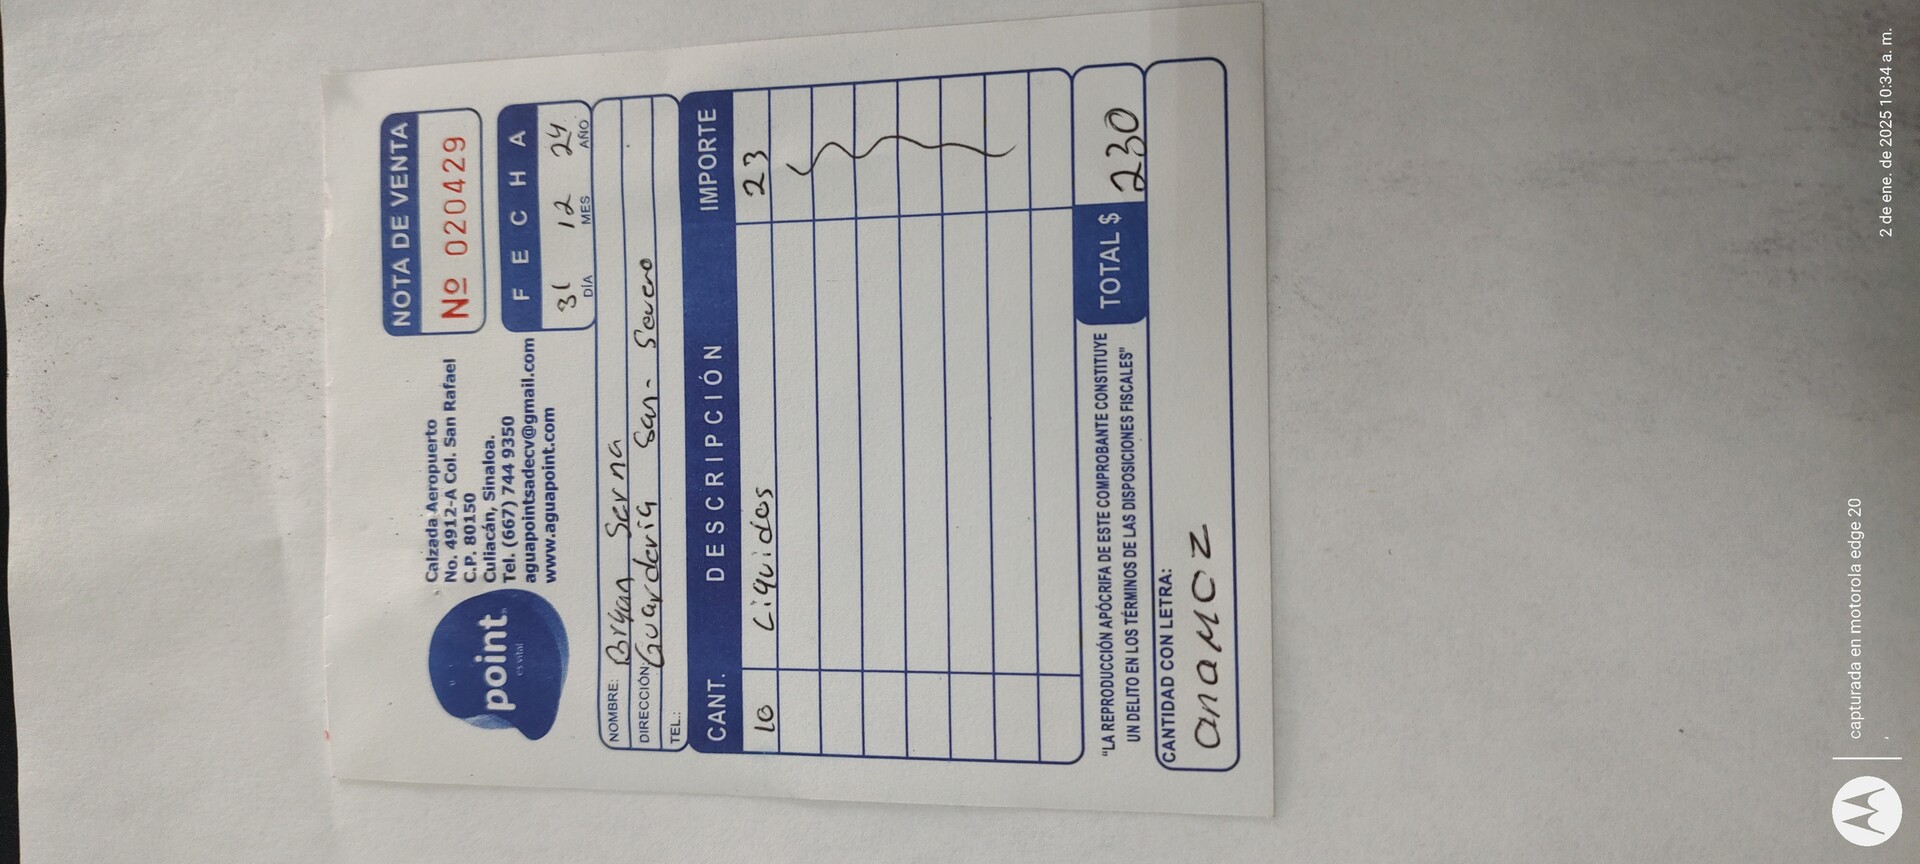 point
es vital
Calzada Aeropuerto
No. 4912-A Col. San Rafael
C.P. 80150
Culiacán, Sinaloa.
Tel. (667) 744 9350
aguapointsadecv@gmail.com
www.aguapoint.com
NOTA DE VENTA
Nº 020429
FECHA
31 12 24
DÍA MES AÑO
NOMBRE: Bryan Serna
DIRECCIÓN: Guarderia San - Severo
TEL.:
CANT. DESCRIPCIÓN IMPORTE
10 Liquidos 23
"LA REPRODUCCIÓN APÓCRIFA DE ESTE COMPROBANTE CONSTITUYE
UN DELITO EN LOS TÉRMINOS DE LAS DISPOSICIONES FISCALES"
TOTAL $ 230
CANTIDAD CON LETRA:
capturada en motorola edge 20
2 de ene. de 2025 10:34 a. m.